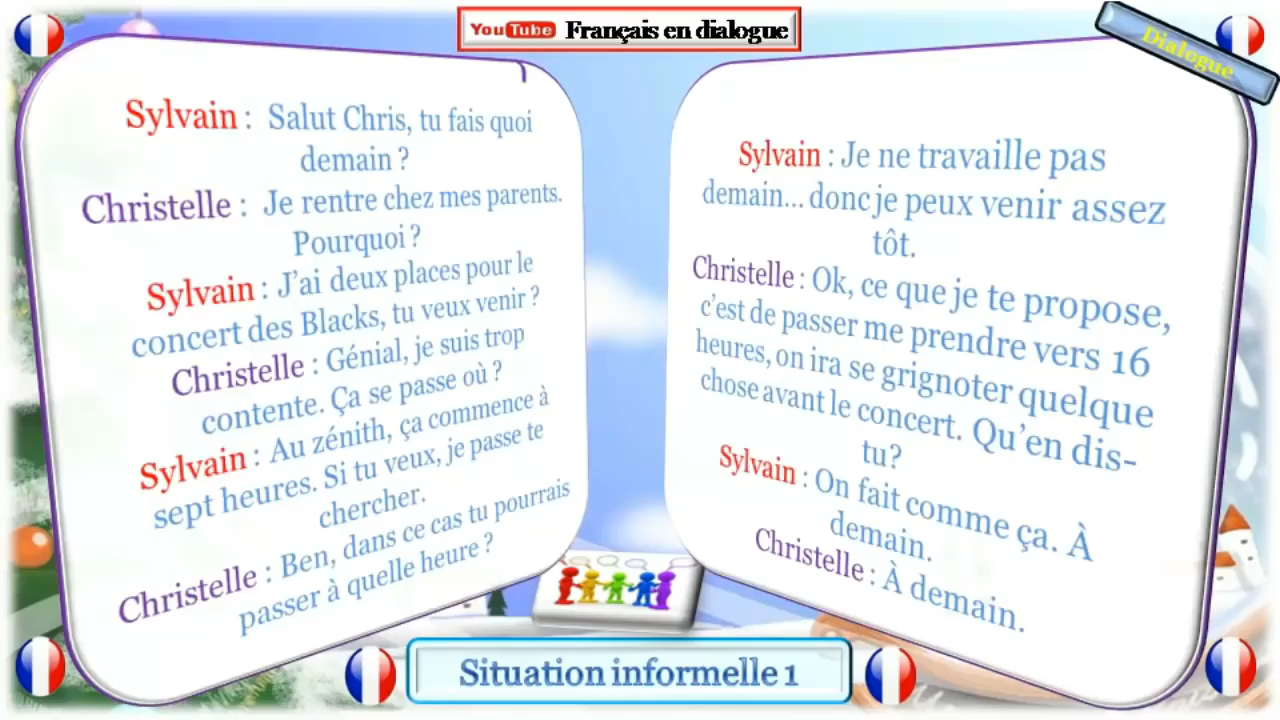 YouTube Français en dialogue
Dialogue
Sylvain : Salut Chris, tu fais quoi
demain ?
Christelle : Je rentre chez mes parents.
Pourquoi ?
Sylvain : J'ai deux places pour le
concert des Blacks, tu veux venir ?
Christelle : Génial, je suis trop
contente. Ça se passe où ?
Sylvain : Au zénith, ça commence à
sept heures. Si tu veux, je passe te
chercher.
Christelle : Ben, dans ce cas tu pourrais
passer à quelle heure ?
Sylvain : Je ne travaille pas
demain... donc je peux venir assez
tôt.
Christelle : Ok, ce que je te propose,
c'est de passer me prendre vers 16
heures, on ira se grignoter quelque
chose avant le concert. Qu'en dis-
tu?
Sylvain : On fait comme ça. À
demain.
Christelle : À demain.
Situation informelle 1